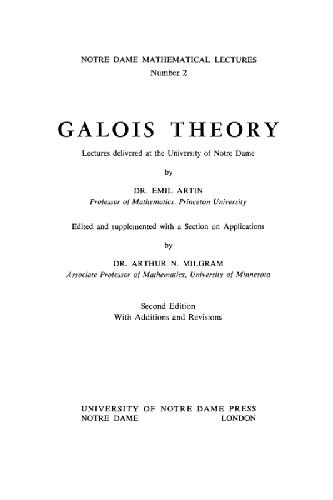 NOTRE DAME MATHEMATICAL LECTURES
Number 2
GALOIS THEORY
Lectures delivered at the University of Notre Dame
by
DR. EMIL ARTIN
Professor of Mathematics, Princeton University
Edited and supplemented with a Section on Applications
by
DR. ARTHUR N. MILGRAM
Associate Professor of Mathematics, University of Minnesota
Second Edition
With Additions and Revisions
UNIVERSITY OF NOTRE DAME PRESS
NOTRE DAME LONDON